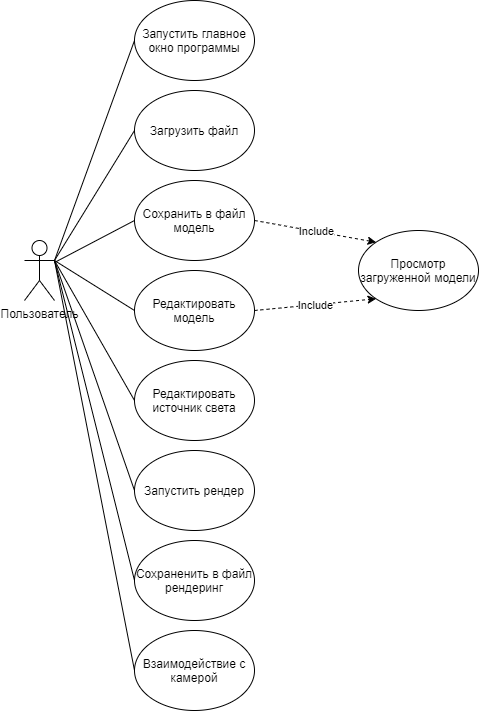 Запустить главное
окно программы
Загрузить файл
Сохранить в файл
модель
Include
Просмотр
загруженной модели
Редактировать
модель
Include
Пользователь
Редактировать
источник света
Запустить рендер
Сохраненить в файл
рендеринг
Взаимодействие с
камерой